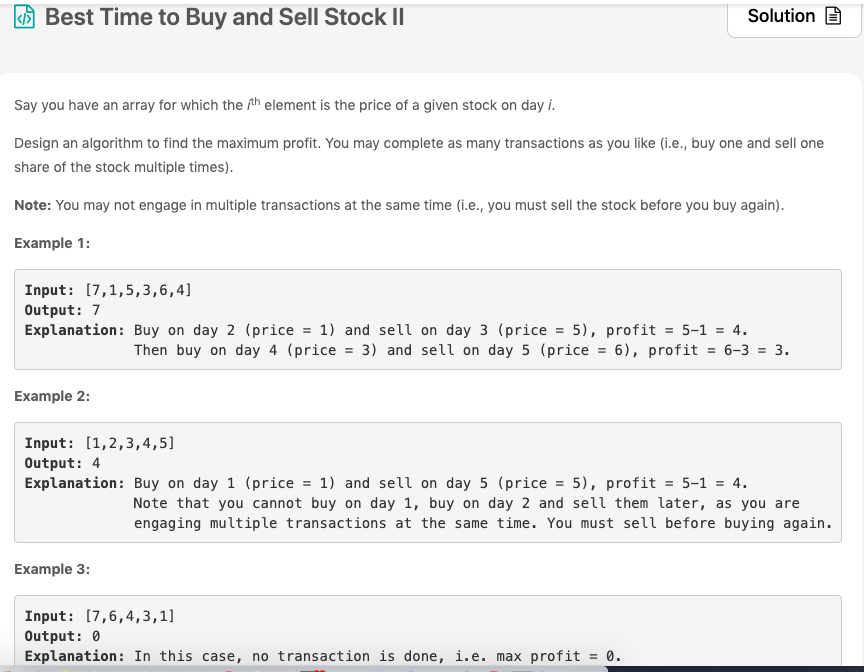 Best Time to Buy and Sell Stock II
Solution
Say you have an array for which the ith element is the price of a given stock on day i.
Design an algorithm to find the maximum profit. You may complete as many transactions as you like (i.e., buy one and sell one
share of the stock multiple times).
Note: You may not engage in multiple transactions at the same time (i.e., you must sell the stock before you buy again).
Example 1:
Input: [7,1,5,3,6,4]
Output: 7
Explanation: Buy on day 2 (price = 1) and sell on day 3 (price = 5), profit = 5-1 = 4.
Then buy on day 4 (price = 3) and sell on day 5 (price = 6), profit = 6-3 = 3.
Example 2:
Input: [1,2,3,4,5]
Output: 4
Explanation: Buy on day 1 (price = 1) and sell on day 5 (price = 5), profit = 5-1 = 4.
Note that you cannot buy on day 1, buy on day 2 and sell them later, as you are
engaging multiple transactions at the same time. You must sell before buying again.
Example 3:
Input: [7,6,4,3,1]
Output: 0
Explanation: In this case, no transaction is done, i.e. max profit = 0.